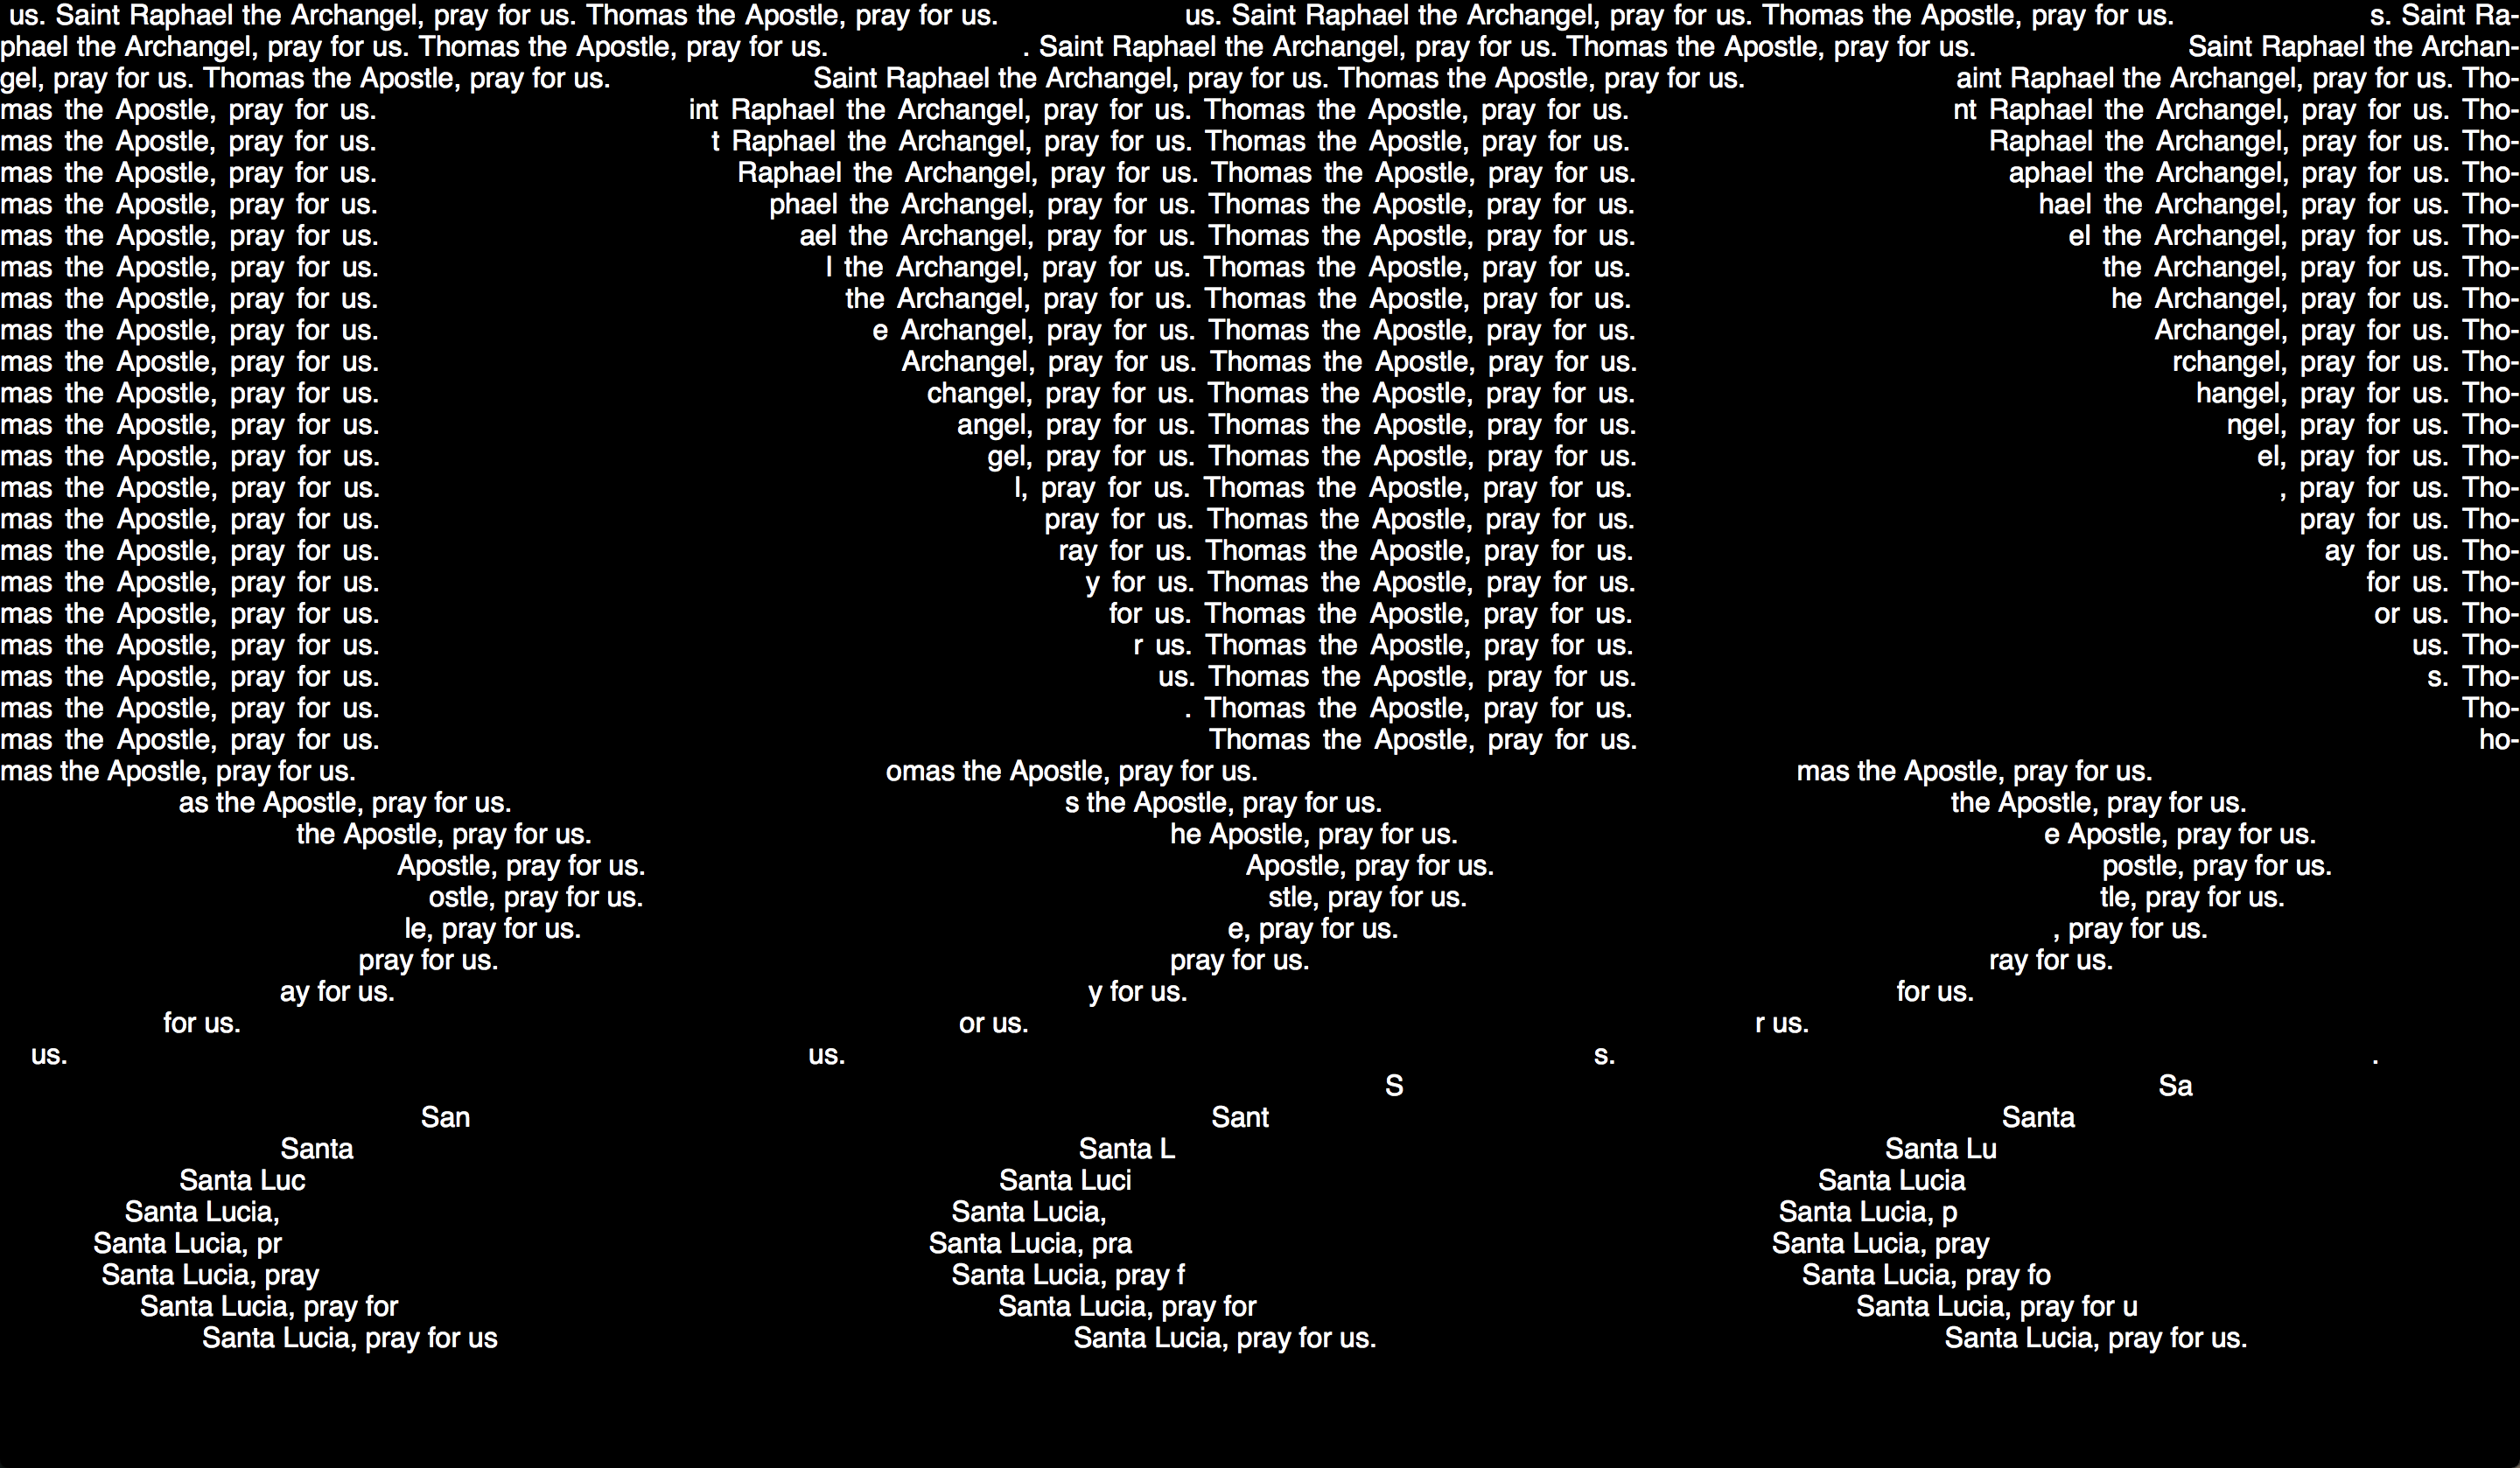 us. Saint Raphael the Archangel, pray for us. Thomas the Apostle, pray for us. us. Saint Raphael the Archangel, pray for us. Thomas the Apostle, pray for us. s. Saint Ra-
phael the Archangel, pray for us. Thomas the Apostle, pray for us. . Saint Raphael the Archangel, pray for us. Thomas the Apostle, pray for us. Saint Raphael the Archan-
gel, pray for us. Thomas the Apostle, pray for us. Saint Raphael the Archangel, pray for us. Thomas the Apostle, pray for us. aint Raphael the Archangel, pray for us. Tho-
mas the Apostle, pray for us. int Raphael the Archangel, pray for us. Thomas the Apostle, pray for us. nt Raphael the Archangel, pray for us. Tho-
mas the Apostle, pray for us. t Raphael the Archangel, pray for us. Thomas the Apostle, pray for us. Raphael the Archangel, pray for us. Tho-
mas the Apostle, pray for us. Raphael the Archangel, pray for us. Thomas the Apostle, pray for us. aphael the Archangel, pray for us. Tho-
mas the Apostle, pray for us. phael the Archangel, pray for us. Thomas the Apostle, pray for us. hael the Archangel, pray for us. Tho-
mas the Apostle, pray for us. ael the Archangel, pray for us. Thomas the Apostle, pray for us. el the Archangel, pray for us. Tho-
mas the Apostle, pray for us. l the Archangel, pray for us. Thomas the Apostle, pray for us. the Archangel, pray for us. Tho-
mas the Apostle, pray for us. the Archangel, pray for us. Thomas the Apostle, pray for us. he Archangel, pray for us. Tho-
mas the Apostle, pray for us. e Archangel, pray for us. Thomas the Apostle, pray for us. Archangel, pray for us. Tho-
mas the Apostle, pray for us. Archangel, pray for us. Thomas the Apostle, pray for us. rchangel, pray for us. Tho-
mas the Apostle, pray for us. changel, pray for us. Thomas the Apostle, pray for us. hangel, pray for us. Tho-
mas the Apostle, pray for us. angel, pray for us. Thomas the Apostle, pray for us. ngel, pray for us. Tho-
mas the Apostle, pray for us. gel, pray for us. Thomas the Apostle, pray for us. el, pray for us. Tho-
mas the Apostle, pray for us. l, pray for us. Thomas the Apostle, pray for us. , pray for us. Tho-
mas the Apostle, pray for us. pray for us. Thomas the Apostle, pray for us. pray for us. Tho-
mas the Apostle, pray for us. ray for us. Thomas the Apostle, pray for us. ay for us. Tho-
mas the Apostle, pray for us. y for us. Thomas the Apostle, pray for us. for us. Tho-
mas the Apostle, pray for us. for us. Thomas the Apostle, pray for us. or us. Tho-
mas the Apostle, pray for us. r us. Thomas the Apostle, pray for us. us. Tho-
mas the Apostle, pray for us. us. Thomas the Apostle, pray for us. s. Tho-
mas the Apostle, pray for us. . Thomas the Apostle, pray for us. Tho-
mas the Apostle, pray for us. Thomas the Apostle, pray for us. ho-
mas the Apostle, pray for us. omas the Apostle, pray for us. mas the Apostle, pray for us.
as the Apostle, pray for us. s the Apostle, pray for us. the Apostle, pray for us.
the Apostle, pray for us. he Apostle, pray for us. e Apostle, pray for us.
Apostle, pray for us. Apostle, pray for us. postle, pray for us.
ostle, pray for us. stle, pray for us. tle, pray for us.
le, pray for us. e, pray for us. , pray for us.
pray for us. pray for us. ray for us.
ay for us. y for us. for us.
for us. or us. r us.
us. us. s. .
S Sa
San Sant Santa
Santa Santa L Santa Lu
Santa Luc Santa Luci Santa Lucia
Santa Lucia, Santa Lucia, Santa Lucia, p
Santa Lucia, pr Santa Lucia, pra Santa Lucia, pray
Santa Lucia, pray Santa Lucia, pray f Santa Lucia, pray fo
Santa Lucia, pray for Santa Lucia, pray for Santa Lucia, pray for u
Santa Lucia, pray for us Santa Lucia, pray for us. Santa Lucia, pray for us.